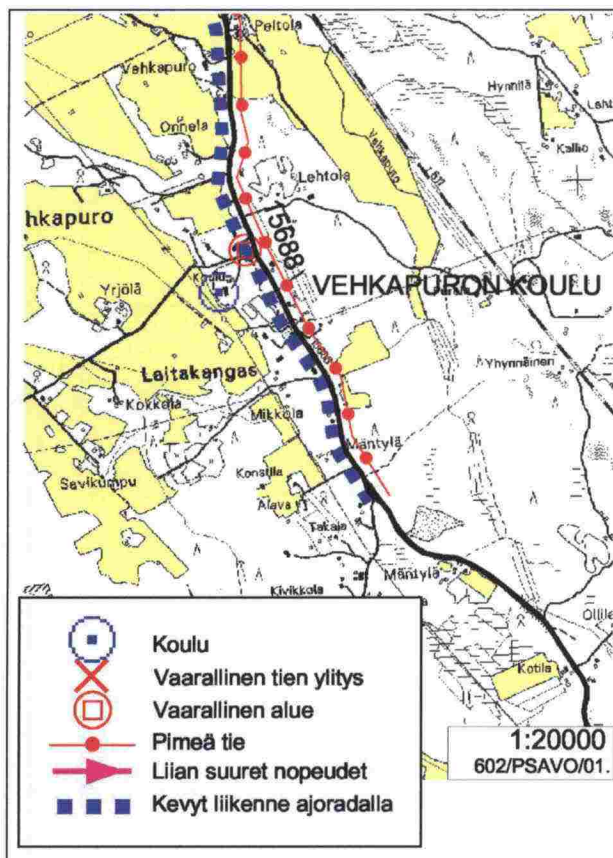 Peltola
Vehkapuro
Onnela
Hynnilä
Kallio
Lehtola
hkapuro
15688
Koulu
VEHKAPURON KOULU
Yrjölä
Laitakangas
Yhynnäinen
Kokkola
Mikkola
Mäntylä
Savikumpu
Konstila
Alava
Takala
Kivikkola
Mäntylä
Kotila
Koulu
Vaarallinen tien ylitys
Vaarallinen alue
Pimeä tie
Liian suuret nopeudet
Kevyt liikenne ajoradalla
1:20000
602/PSAVO/01.